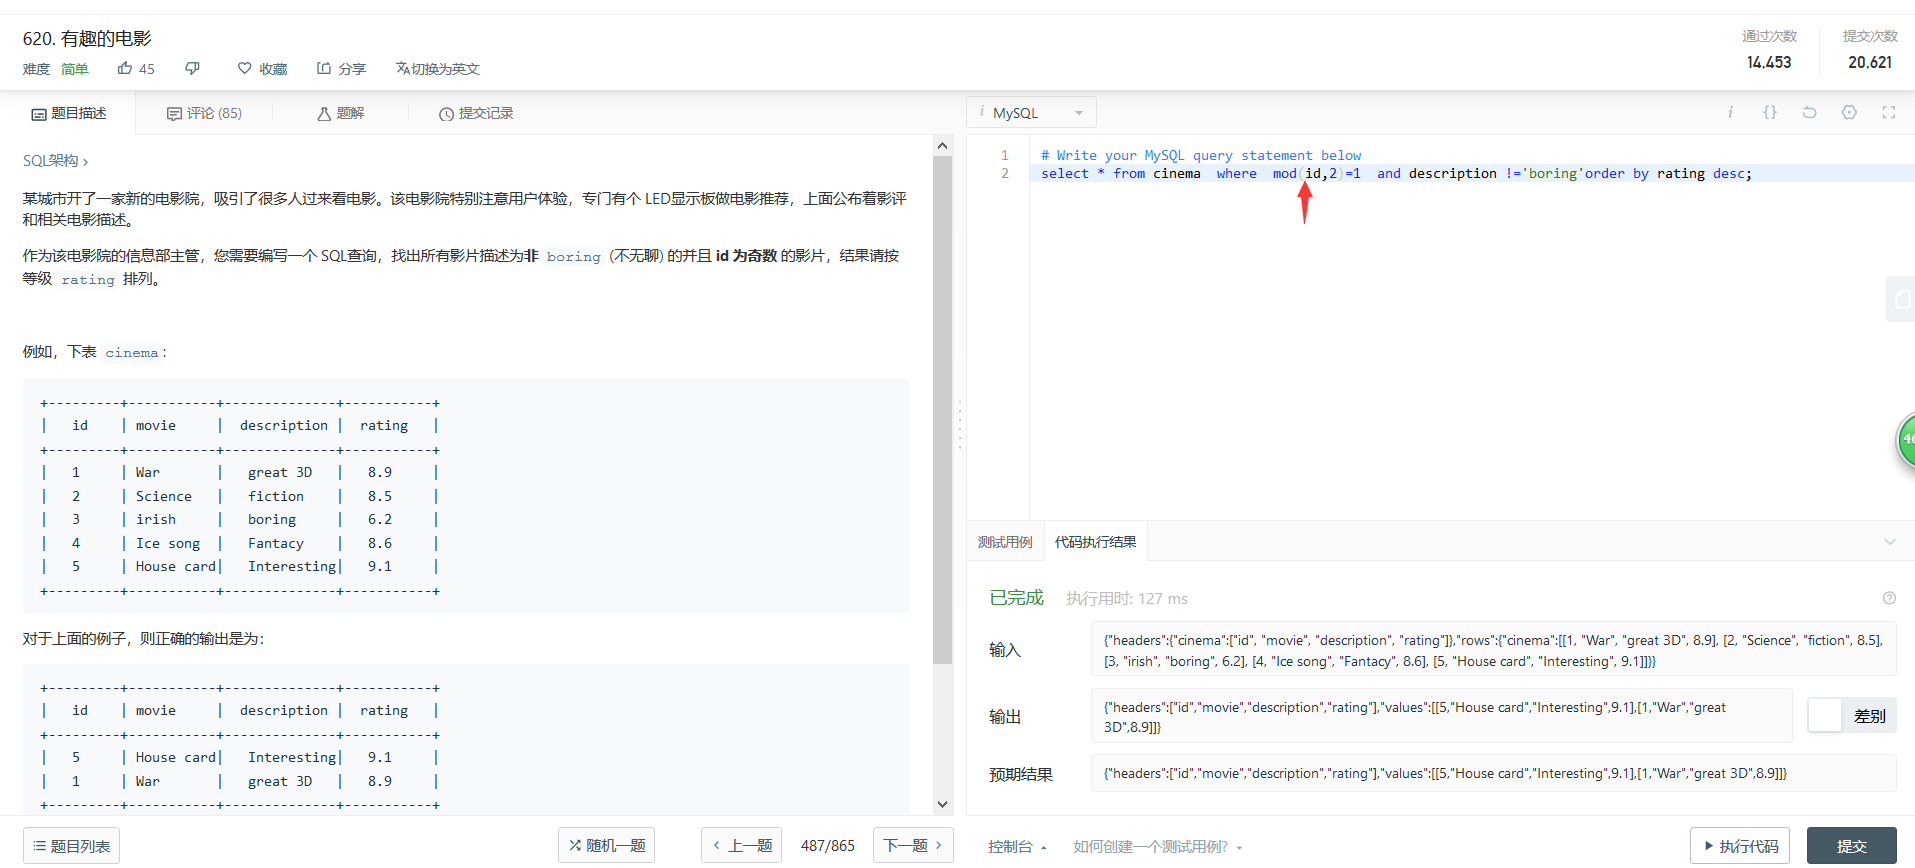 620. 有趣的电影
难度 简单 45 收藏 分享 切换为英文
通过次数 提交次数
14,453 20,621
题目描述 评论 (85) 题解 提交记录
SQL架构 ›
某城市开了一家新的电影院，吸引了很多人过来看电影。该电影院特别注意用户体验，专门有个 LED显示板做电影推荐，上面公布着影评
和相关电影描述。
作为该电影院的信息部主管，您需要编写一个 SQL查询，找出所有影片描述为非 boring (不无聊) 的并且 id 为奇数 的影片，结果请按
等级 rating 排列。
例如，下表 cinema：
+---------+-----------+--------------+-----------+
|   id    | movie     |  description |  rating   |
+---------+-----------+--------------+-----------+
|   1     | War       |   great 3D   |   8.9     |
|   2     | Science   |   fiction    |   8.5     |
|   3     | irish     |   boring     |   6.2     |
|   4     | Ice song  |   Fantacy    |   8.6     |
|   5     | House card|   Interesting|   9.1     |
+---------+-----------+--------------+-----------+
对于上面的例子，则正确的输出是为：
+---------+-----------+--------------+-----------+
|   id    | movie     |  description |  rating   |
+---------+-----------+--------------+-----------+
|   5     | House card|   Interesting|   9.1     |
|   1     | War       |   great 3D   |   8.9     |
+---------+-----------+--------------+-----------+
题目列表 随机一题 ‹ 上一题 487/865 下一题 ›
i MySQL i {}
1 # Write your MySQL query statement below
2 select * from cinema  where  mod(id,2)=1  and description !='boring'order by rating desc;
测试用例 代码执行结果
已完成 执行用时: 127 ms
输入
{"headers":{"cinema":["id", "movie", "description", "rating"]},"rows":{"cinema":[[1, "War", "great 3D", 8.9], [2, "Science", "fiction", 8.5],
[3, "irish", "boring", 6.2], [4, "Ice song", "Fantacy", 8.6], [5, "House card", "Interesting", 9.1]]}}
输出
{"headers":["id","movie","description","rating"],"values":[[5,"House card","Interesting",9.1],[1,"War","great
3D",8.9]]}
差别
预期结果
{"headers":["id","movie","description","rating"],"values":[[5,"House card","Interesting",9.1],[1,"War","great 3D",8.9]]}
控制台 如何创建一个测试用例? 执行代码 提交